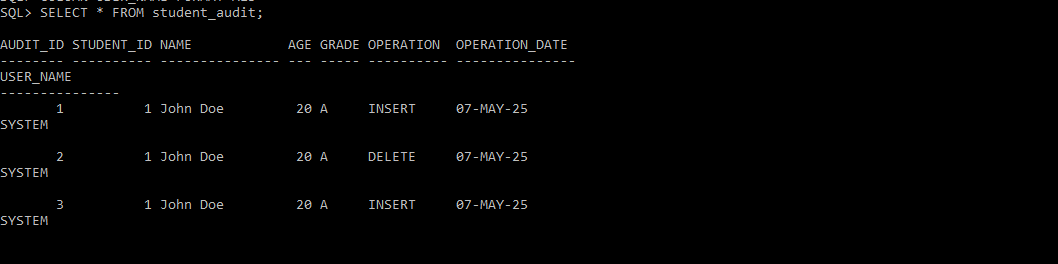 SQL> SELECT * FROM student_audit;
AUDIT_ID STUDENT_ID NAME            AGE GRADE OPERATION  OPERATION_DATE
-------- ---------- --------------- --- ----- ---------- ---------------
USER_NAME
---------------
       1          1 John Doe         20 A     INSERT     07-MAY-25
SYSTEM
       2          1 John Doe         20 A     DELETE     07-MAY-25
SYSTEM
       3          1 John Doe         20 A     INSERT     07-MAY-25
SYSTEM